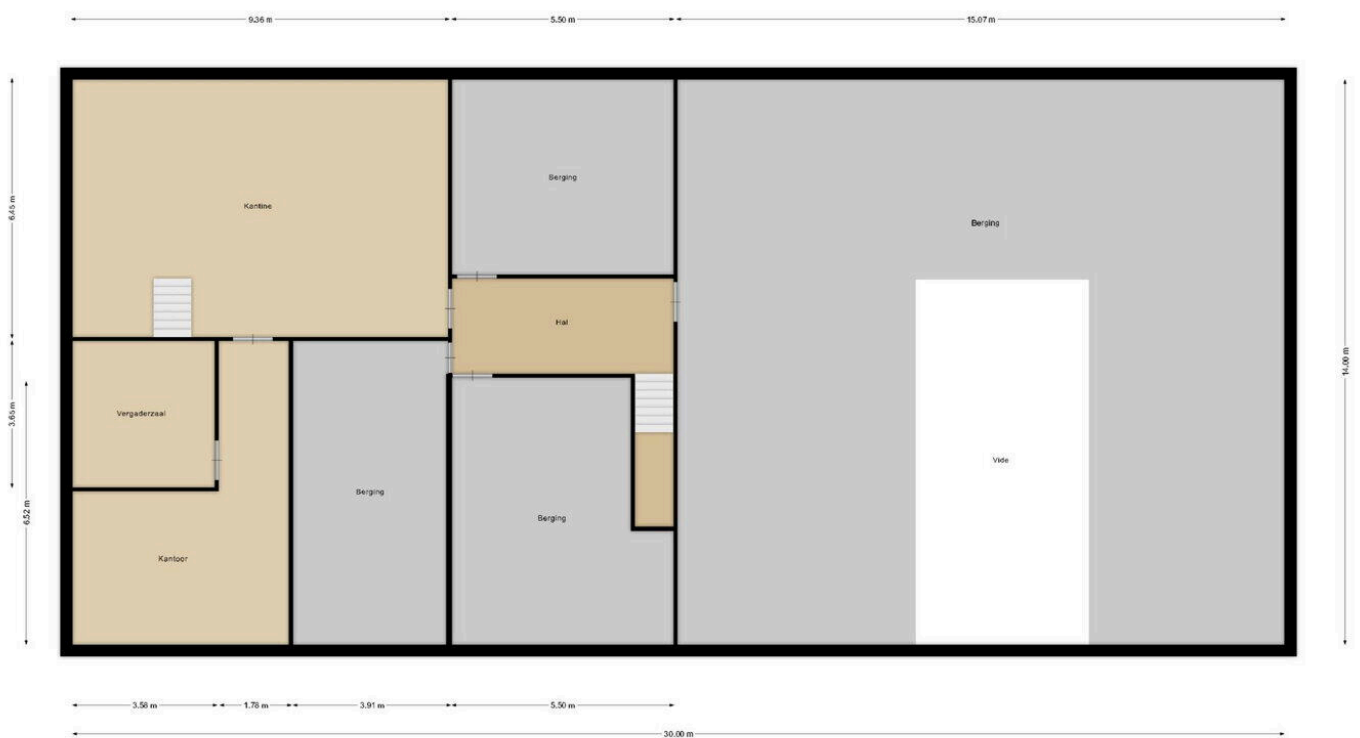 9.36 m
5.50 m
15.07 m
6.45 m
Kantine
Berging
Berging
Hal
14.00 m
3.65 m
Vergaderzaal
6.52 m
Berging
Berging
Vide
Kantoor
3.58 m
1.78 m
3.91 m
5.50 m
30.00 m